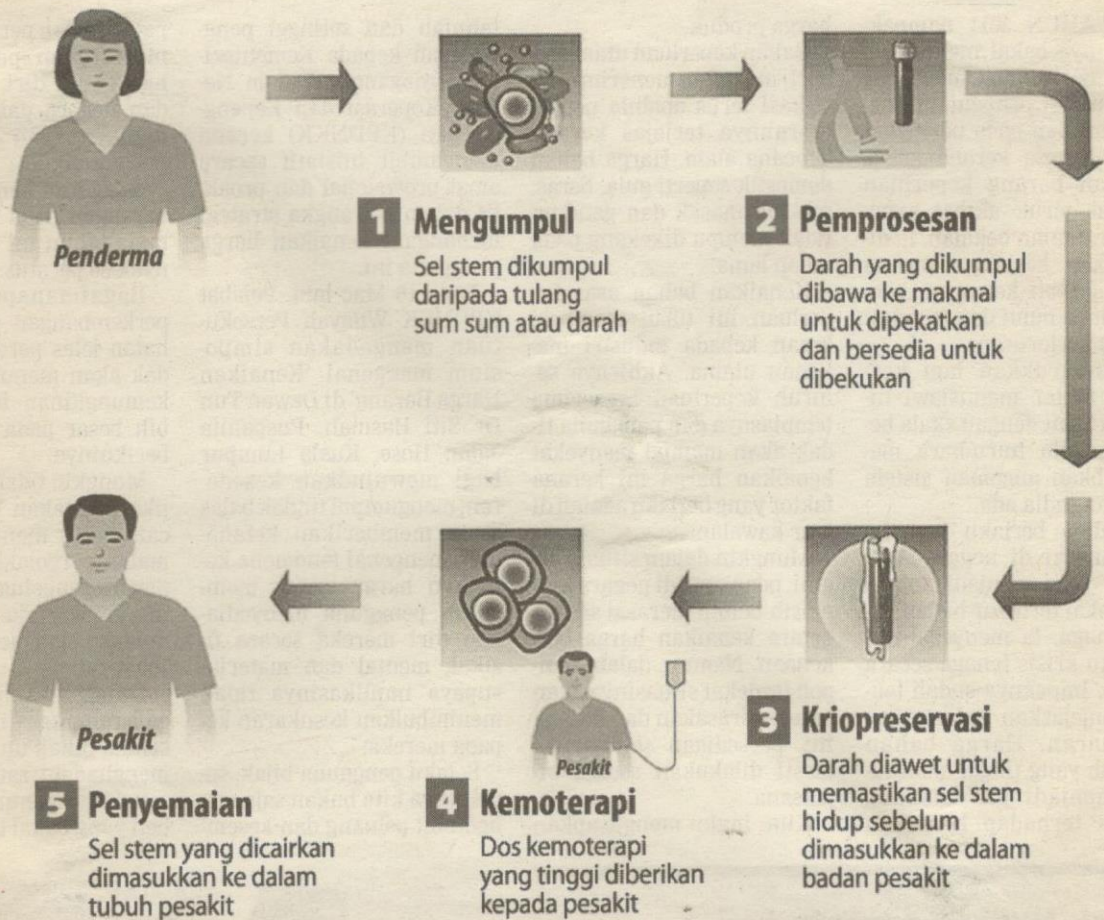 Penderma
1 Mengumpul
Sel stem dikumpul
daripada tulang
sum sum atau darah
2 Pemprosesan
Darah yang dikumpul
dibawa ke makmal
untuk dipekatkan
dan bersedia untuk
dibekukan
3 Kriopreservasi
Darah diawet untuk
memastikan sel stem
hidup sebelum
dimasukkan ke dalam
badan pesakit
Pesakit
4 Kemoterapi
Dos kemoterapi
yang tinggi diberikan
kepada pesakit
Pesakit
5 Penyemaian
Sel stem yang dicairkan
dimasukkan ke dalam
tubuh pesakit